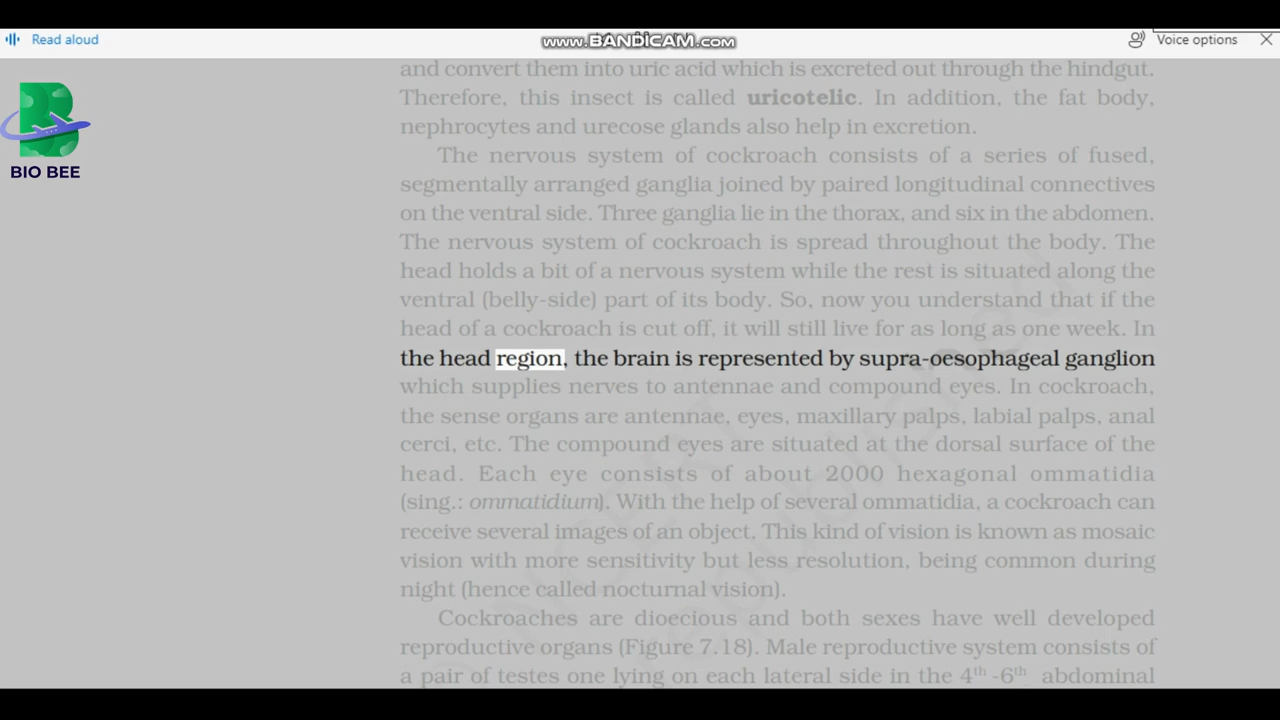 Read aloud
www.BANDICAM.com
Voice options
BIO BEE
and convert them into uric acid which is excreted out through the hindgut.
Therefore, this insect is called uricotelic. In addition, the fat body,
nephrocytes and urecose glands also help in excretion.
The nervous system of cockroach consists of a series of fused,
segmentally arranged ganglia joined by paired longitudinal connectives
on the ventral side. Three ganglia lie in the thorax, and six in the abdomen.
The nervous system of cockroach is spread throughout the body. The
head holds a bit of a nervous system while the rest is situated along the
ventral (belly-side) part of its body. So, now you understand that if the
head of a cockroach is cut off, it will still live for as long as one week. In
the head region, the brain is represented by supra-oesophageal ganglion
which supplies nerves to antennae and compound eyes. In cockroach,
the sense organs are antennae, eyes, maxillary palps, labial palps, anal
cerci, etc. The compound eyes are situated at the dorsal surface of the
head. Each eye consists of about 2000 hexagonal ommatidia
(sing.: ommatidium). With the help of several ommatidia, a cockroach can
receive several images of an object. This kind of vision is known as mosaic
vision with more sensitivity but less resolution, being common during
night (hence called nocturnal vision).
Cockroaches are dioecious and both sexes have well developed
reproductive organs (Figure 7.18). Male reproductive system consists of
a pair of testes one lying on each lateral side in the 4th -6th abdominal